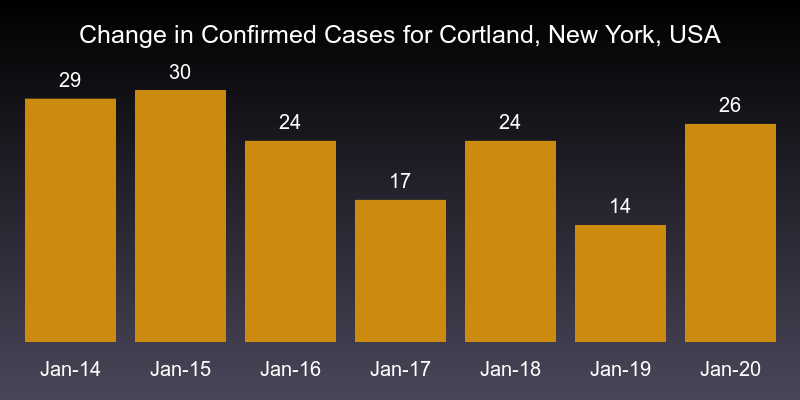 Change in Confirmed Cases for Cortland, New York, USA
29 30 24 17 24 14 26
Jan-14 Jan-15 Jan-16 Jan-17 Jan-18 Jan-19 Jan-20